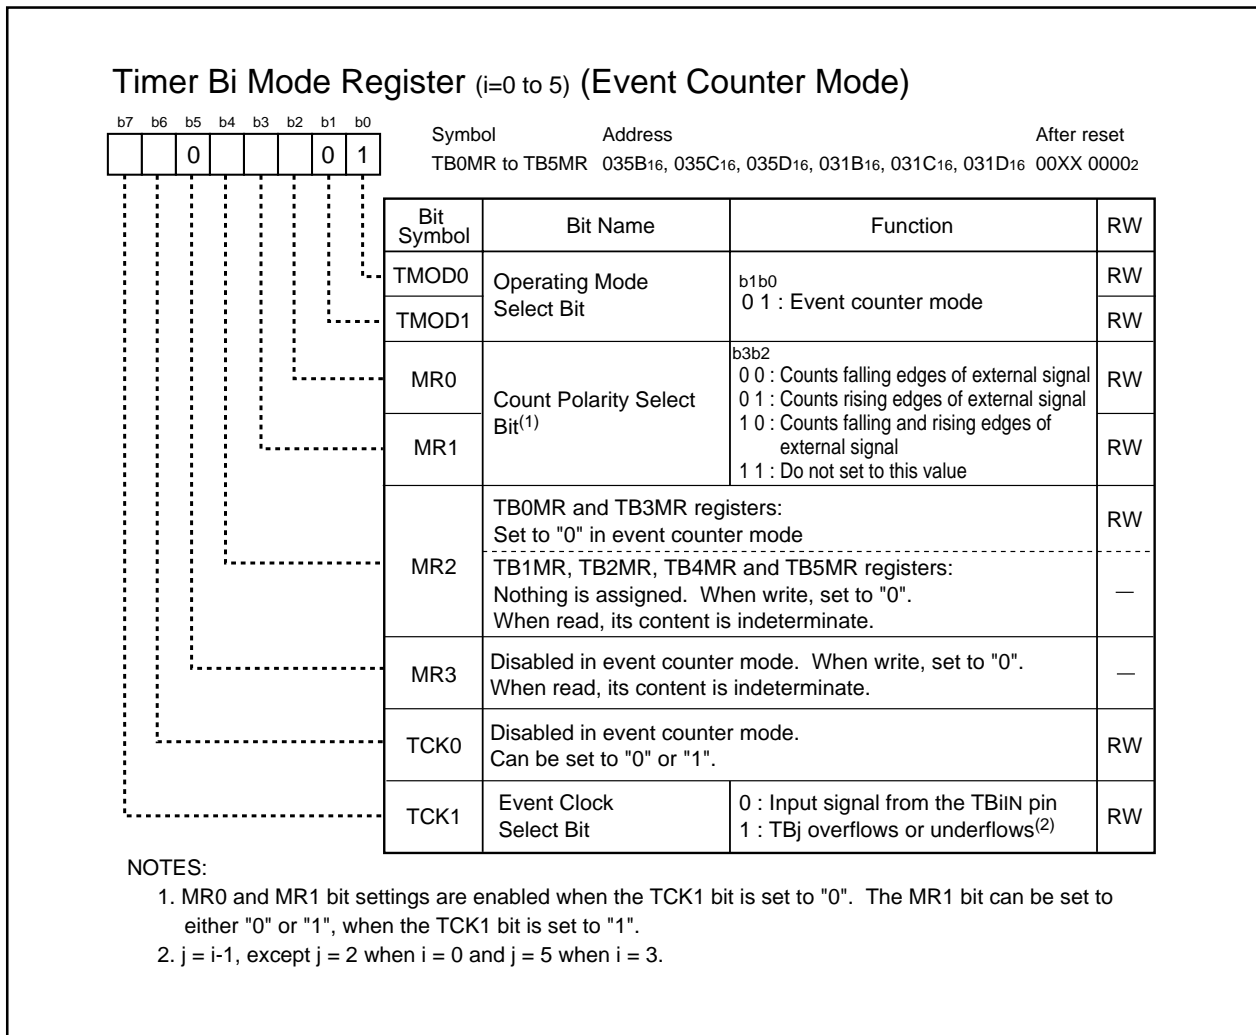 Timer Bi Mode Register (i=0 to 5) (Event Counter Mode)
b7 b6 b5 b4 b3 b2 b1 b0
0 0 1
Symbol Address After reset
TB0MR to TB5MR 035B16, 035C16, 035D16, 031B16, 031C16, 031D16 00XX 00002
Bit Symbol Bit Name Function RW
TMOD0 RW
Operating Mode
Select Bit
b1b0
0 1 : Event counter mode
TMOD1 RW
MR0 RW
Count Polarity Select
Bit(1)
b3b2
0 0 : Counts falling edges of external signal
0 1 : Counts rising edges of external signal
1 0 : Counts falling and rising edges of
external signal
1 1 : Do not set to this value
MR1 RW
MR2
TB0MR and TB3MR registers:
Set to "0" in event counter mode
RW
TB1MR, TB2MR, TB4MR and TB5MR registers:
Nothing is assigned. When write, set to "0".
When read, its content is indeterminate.
—
MR3
Disabled in event counter mode. When write, set to "0".
When read, its content is indeterminate.
—
TCK0
Disabled in event counter mode.
Can be set to "0" or "1".
RW
TCK1
Event Clock
Select Bit
0 : Input signal from the TBiIN pin
1 : TBj overflows or underflows(2)
RW
NOTES:
1. MR0 and MR1 bit settings are enabled when the TCK1 bit is set to "0". The MR1 bit can be set to
either "0" or "1", when the TCK1 bit is set to "1".
2. j = i-1, except j = 2 when i = 0 and j = 5 when i = 3.